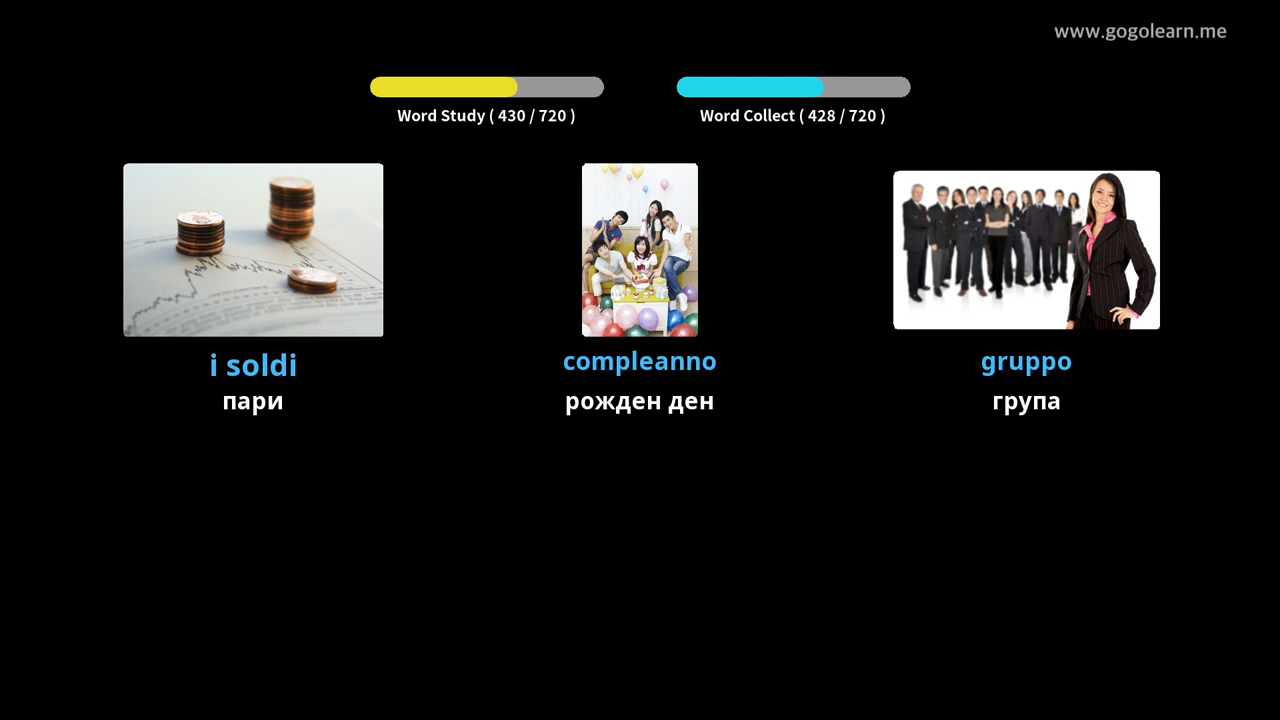 www.gogolearn.me
Word Study ( 430 / 720 )
Word Collect ( 428 / 720 )
i soldi
compleanno
gruppo
пари
рожден ден
група